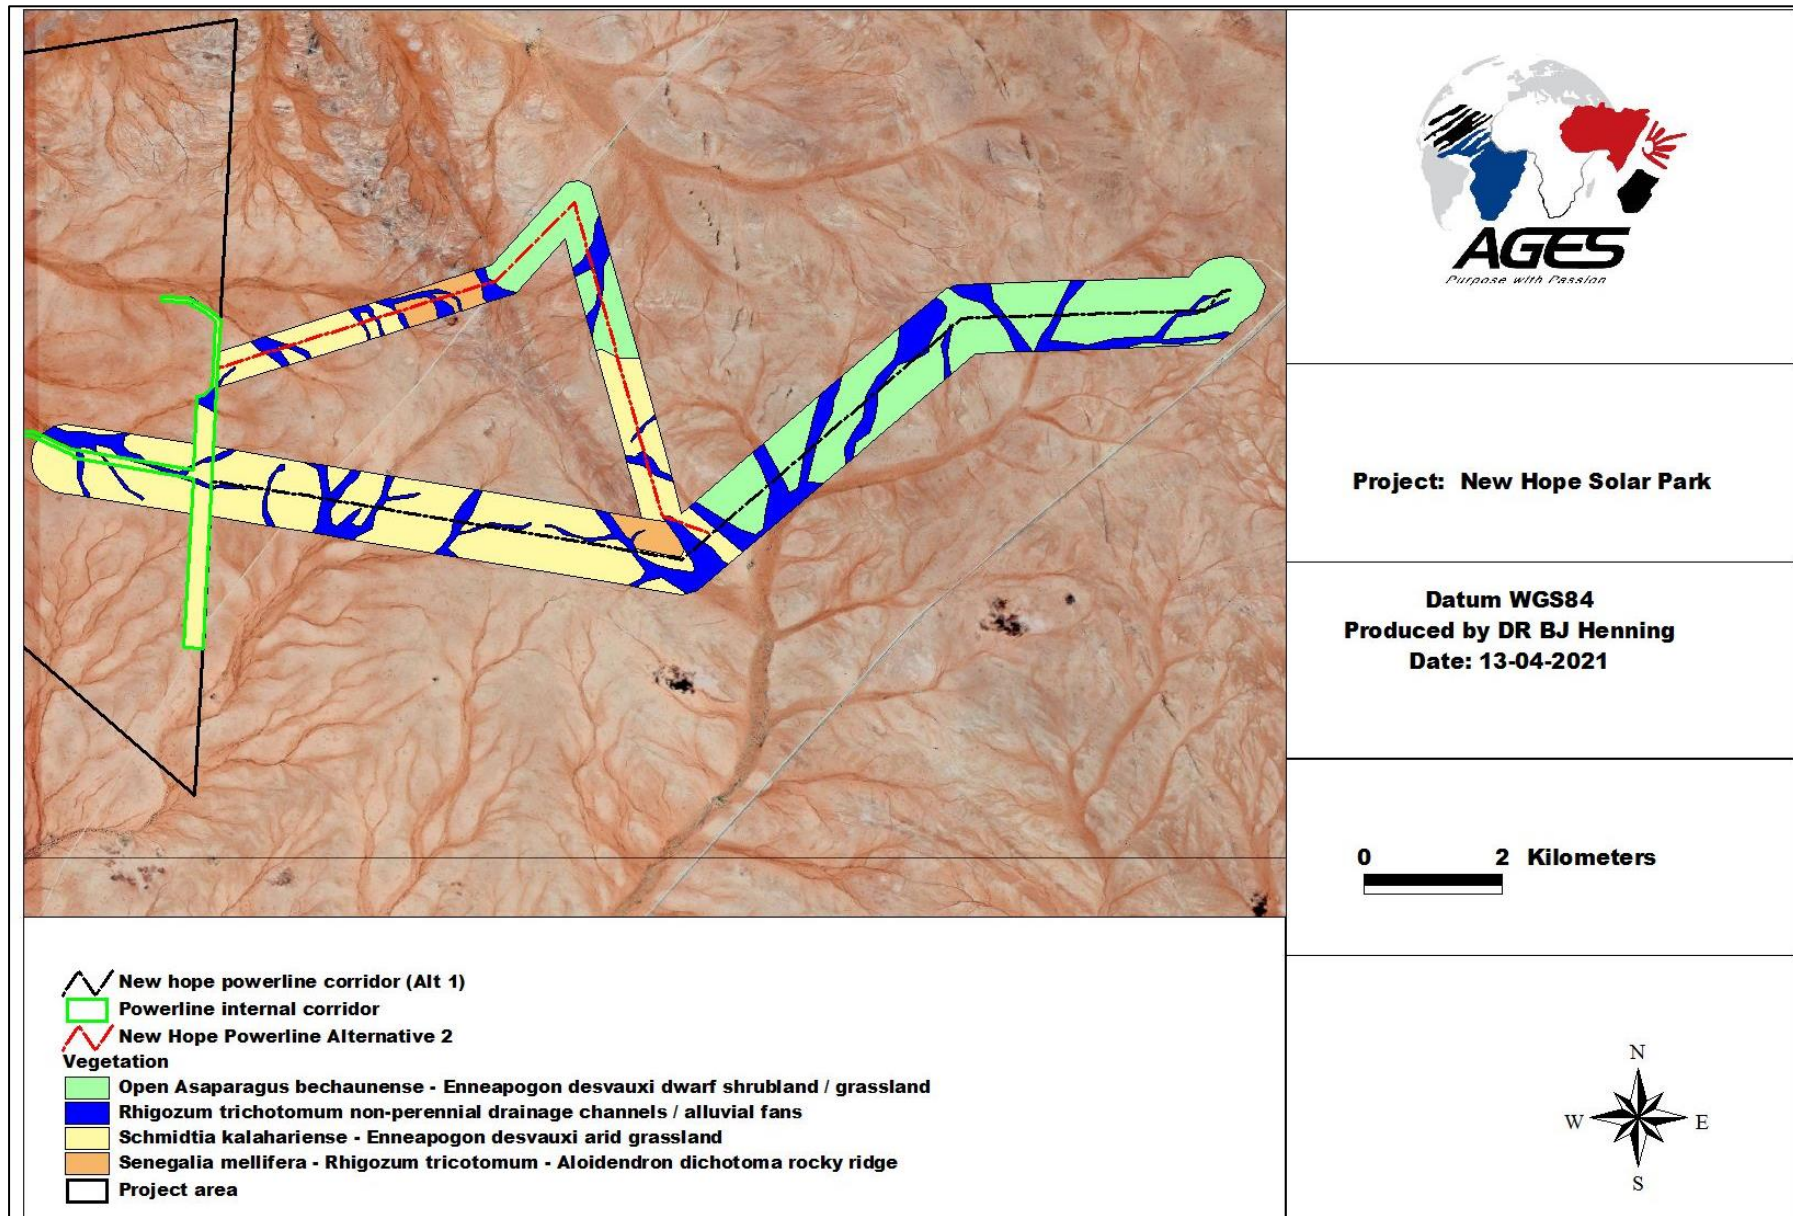 AGES
Purpose with Passion
Project: New Hope Solar Park
Datum WGS84
Produced by DR BJ Henning
Date: 13-04-2021
0 2 Kilometers
New hope powerline corridor (Alt 1)
Powerline internal corridor
New Hope Powerline Alternative 2
Vegetation
Open Asaparagus bechaunense - Enneapogon desvauxi dwarf shrubland / grassland
Rhigozum trichotomum non-perennial drainage channels / alluvial fans
Schmidtia kalahariense - Enneapogon desvauxi arid grassland
Senegalia mellifera - Rhigozum tricotomum - Aloidendron dichotoma rocky ridge
Project area
N
W E
S